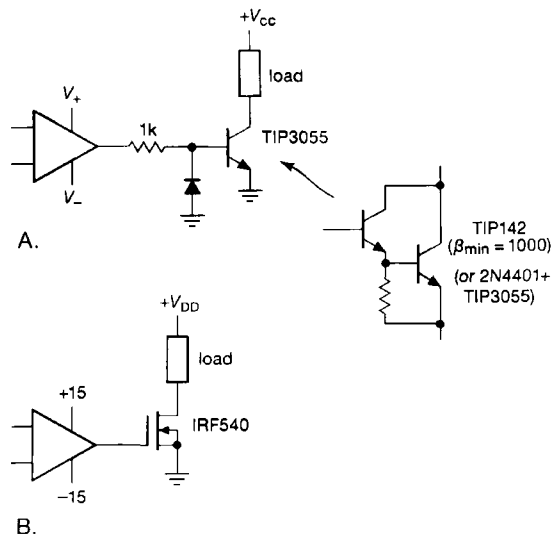 +VCC
load
V+
1k
TIP3055
V−
A.
TIP142
(βmin = 1000)
(or 2N4401+
TIP3055)
+VDD
load
+15
IRF540
−15
B.